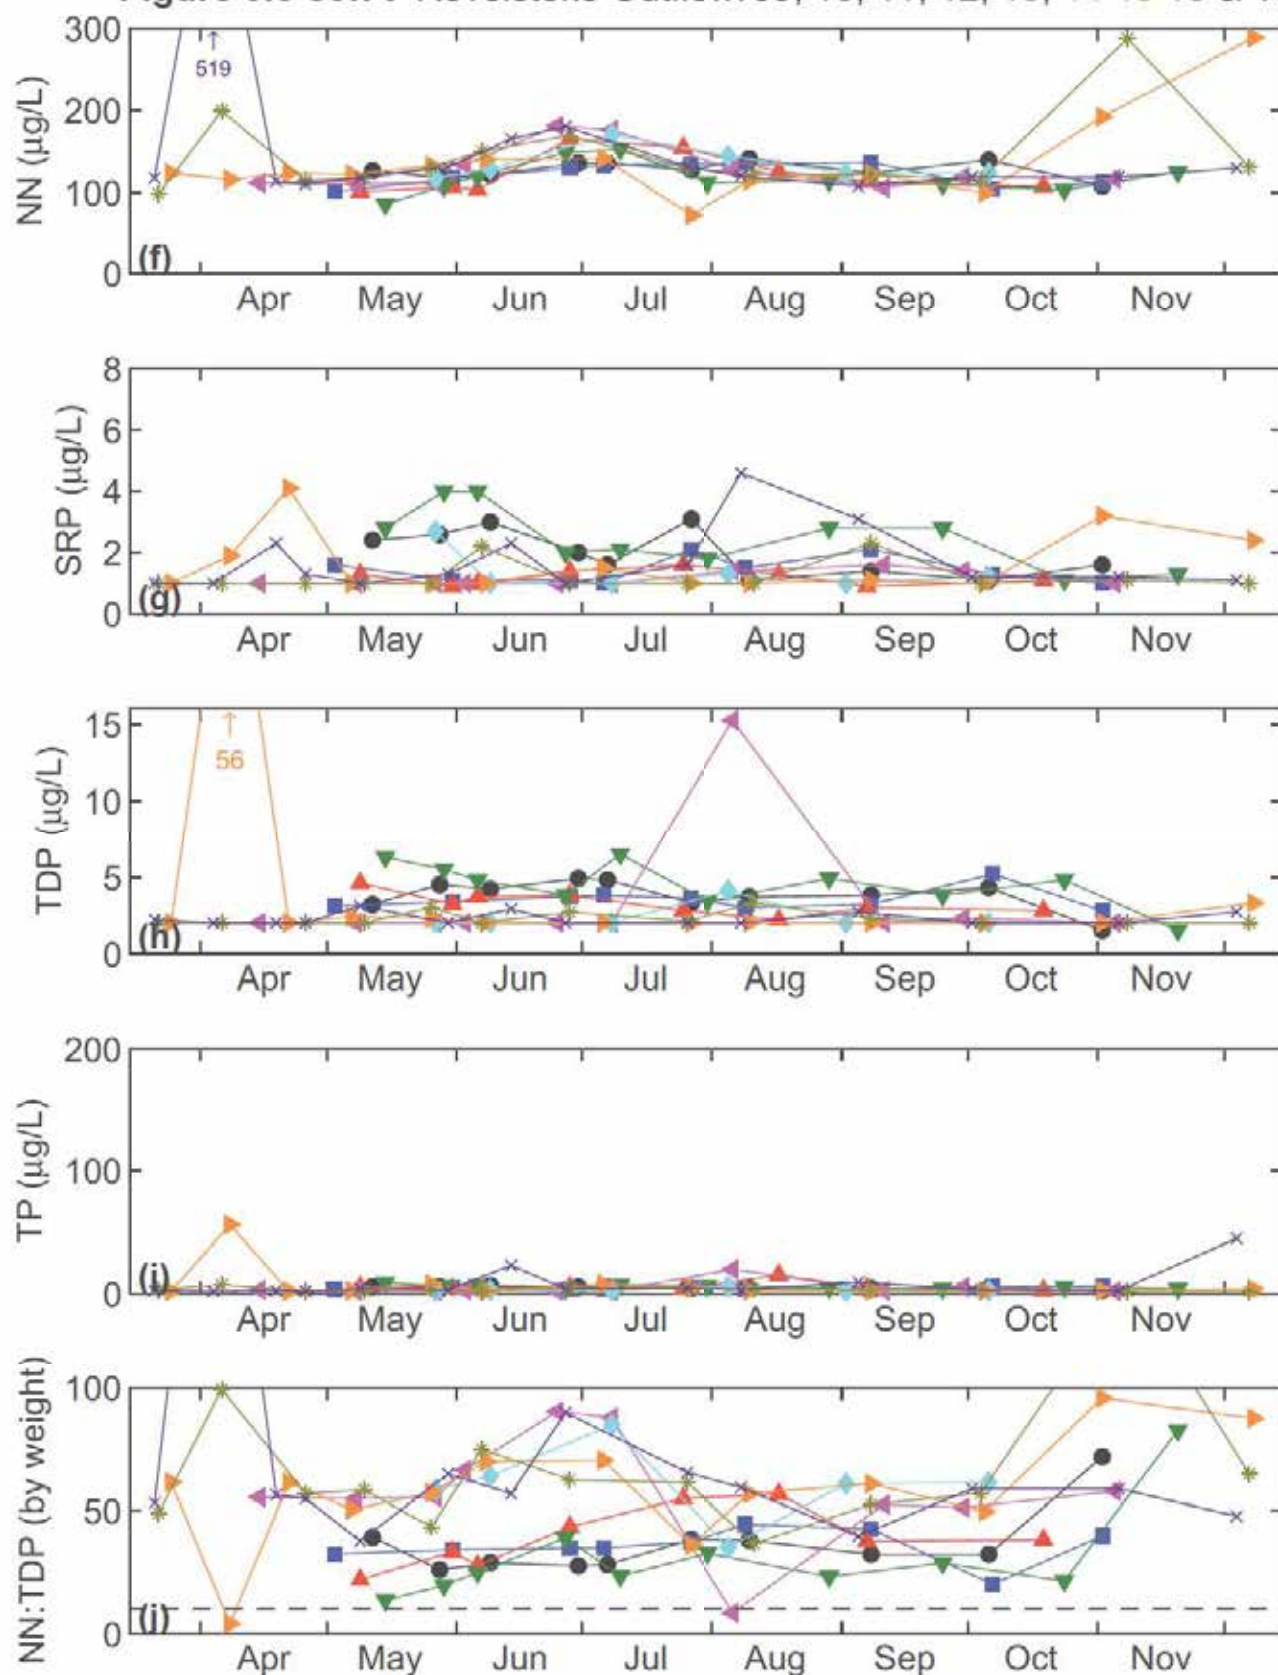 300
200
100
0
NN (µg/L)
↑
519
(f)
Apr May Jun Jul Aug Sep Oct Nov
8
6
4
2
0
SRP (µg/L)
(g)
Apr May Jun Jul Aug Sep Oct Nov
15
10
5
0
TDP (µg/L)
↑
56
(h)
Apr May Jun Jul Aug Sep Oct Nov
200
100
0
TP (µg/L)
(i)
Apr May Jun Jul Aug Sep Oct Nov
100
50
0
NN:TDP (by weight)
(j)
Apr May Jun Jul Aug Sep Oct Nov